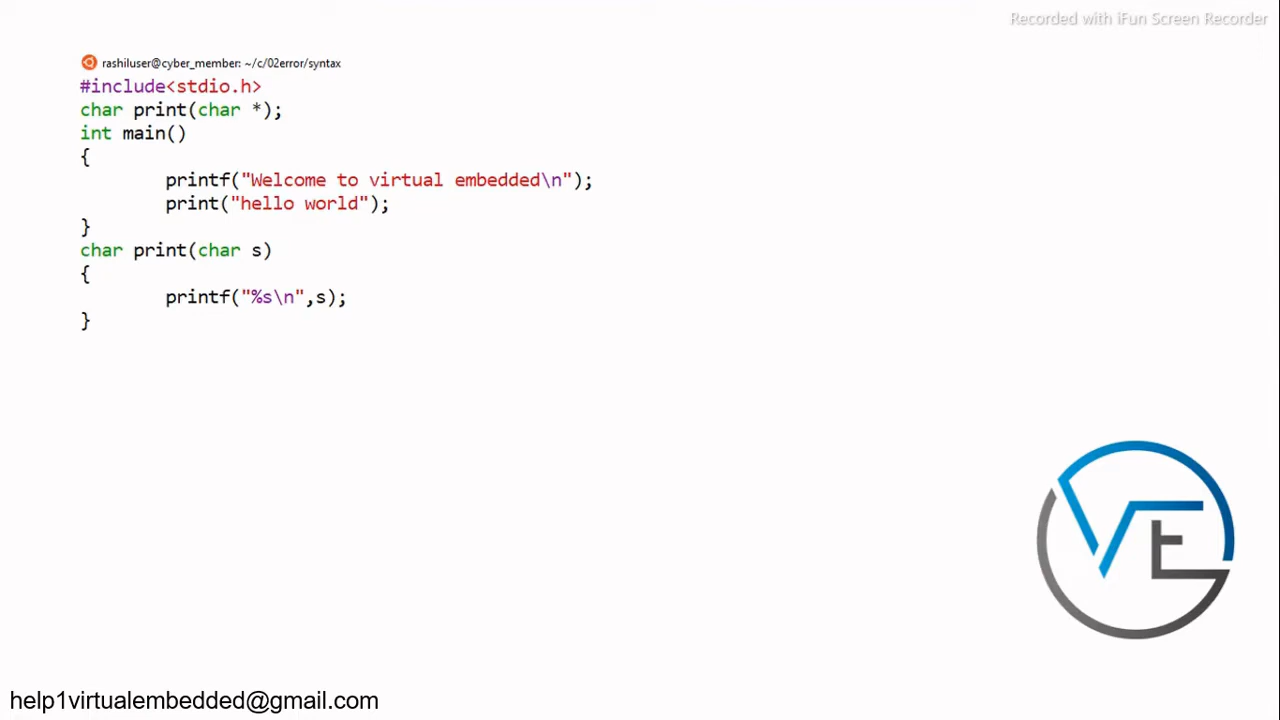 Recorded with iFun Screen Recorder
rashiluser@cyber_member: ~/c/02error/syntax
#include<stdio.h>
char print(char *);
int main()
{
        printf("Welcome to virtual embedded\n");
        print("hello world");
}
char print(char s)
{
        printf("%s\n",s);
}
VE
help1virtualembedded@gmail.com